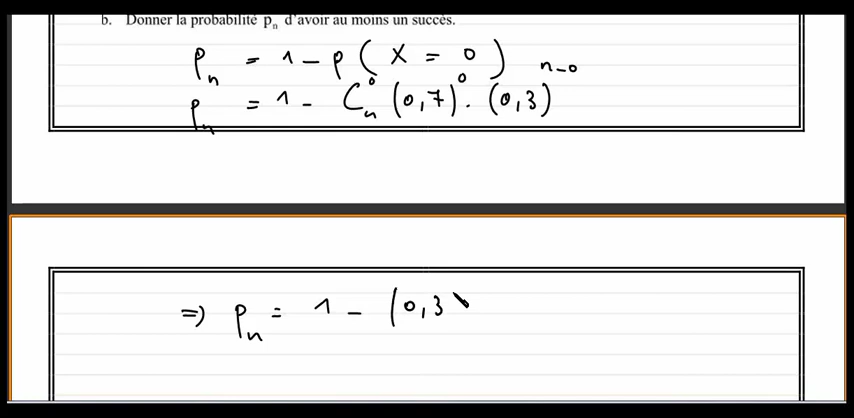 b. Donner la probabilité pₙ d'avoir au moins un succès.
pₙ = 1 - p(X = 0)
pₙ = 1 - Cₙ⁰ (0,7)⁰ . (0,3)ⁿ⁻⁰
=> pₙ = 1 - (0,3